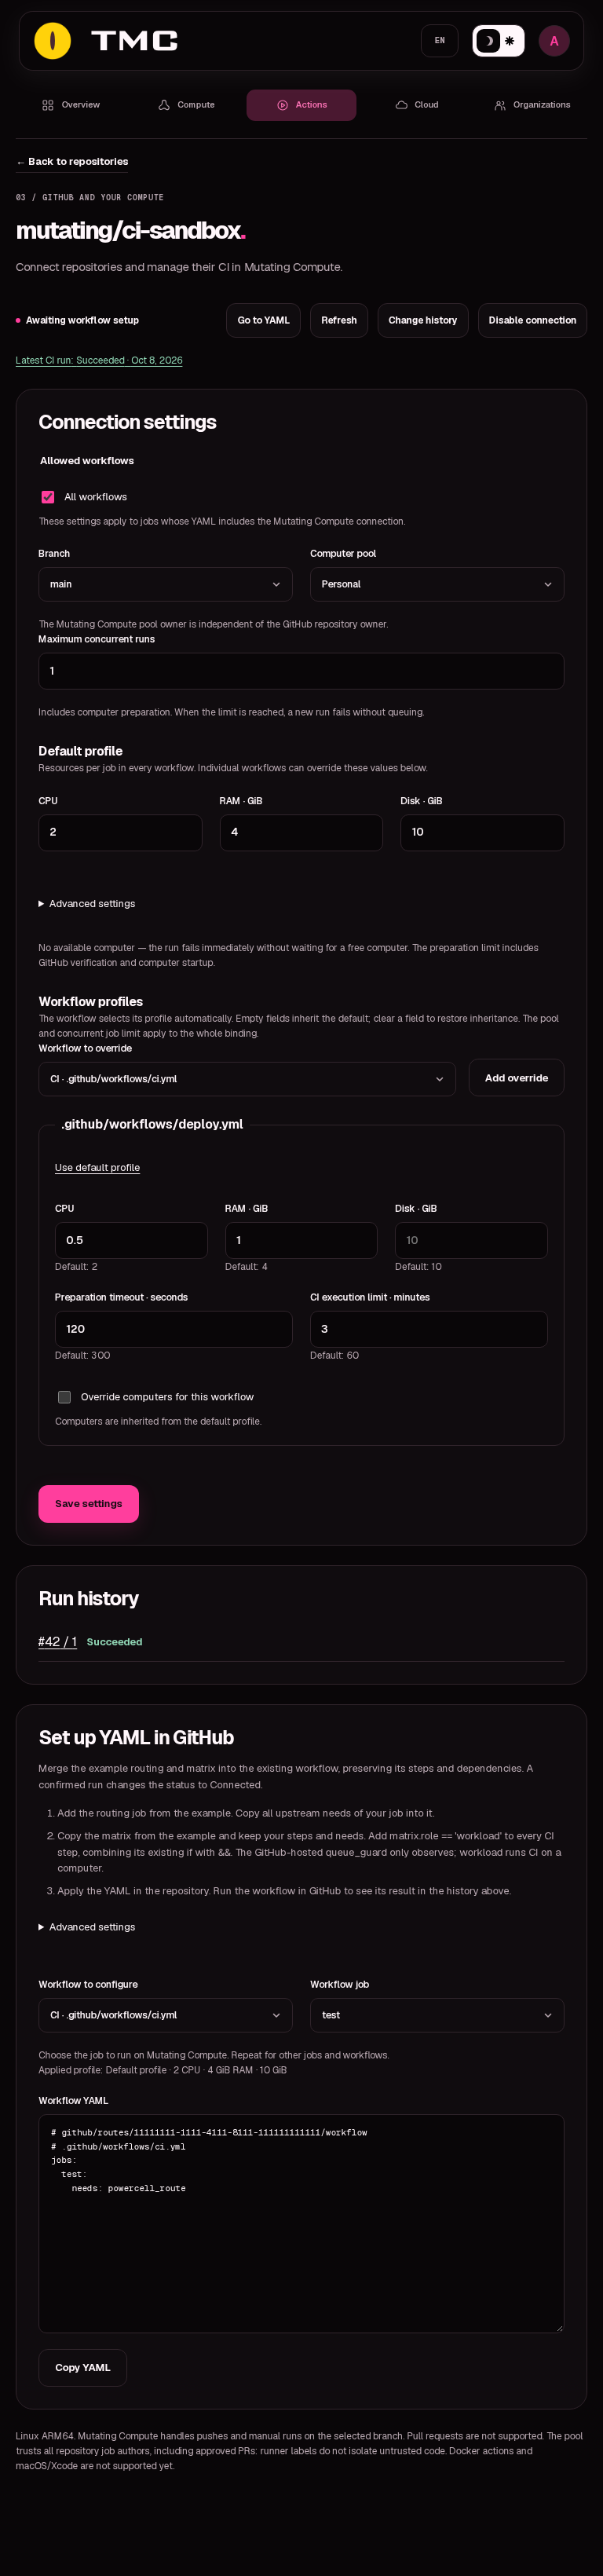 TMC
EN
A
Overview
Compute
Actions
Cloud
Organizations
← Back to repositories
03 / GITHUB AND YOUR COMPUTE
mutating/ci-sandbox.
Connect repositories and manage their CI in Mutating Compute.
Awaiting workflow setup
Go to YAML
Refresh
Change history
Disable connection
Latest CI run: Succeeded · Oct 8, 2026
Connection settings
Allowed workflows
All workflows
These settings apply to jobs whose YAML includes the Mutating Compute connection.
Branch
Computer pool
main
Personal
The Mutating Compute pool owner is independent of the GitHub repository owner.
Maximum concurrent runs
1
Includes computer preparation. When the limit is reached, a new run fails without queuing.
Default profile
Resources per job in every workflow. Individual workflows can override these values below.
CPU
RAM · GiB
Disk · GiB
2
4
10
Advanced settings
No available computer — the run fails immediately without waiting for a free computer. The preparation limit includes
GitHub verification and computer startup.
Workflow profiles
The workflow selects its profile automatically. Empty fields inherit the default; clear a field to restore inheritance. The pool
and concurrent job limit apply to the whole binding.
Workflow to override
CI · .github/workflows/ci.yml
Add override
.github/workflows/deploy.yml
Use default profile
CPU
RAM · GiB
Disk · GiB
0.5
1
10
Default: 2
Default: 4
Default: 10
Preparation timeout · seconds
CI execution limit · minutes
120
3
Default: 300
Default: 60
Override computers for this workflow
Computers are inherited from the default profile.
Save settings
Run history
#42 / 1 Succeeded
Set up YAML in GitHub
Merge the example routing and matrix into the existing workflow, preserving its steps and dependencies. A
confirmed run changes the status to Connected.
1. Add the routing job from the example. Copy all upstream needs of your job into it.
2. Copy the matrix from the example and keep your steps and needs. Add matrix.role == 'workload' to every CI
step, combining its existing if with &&. The GitHub-hosted queue_guard only observes; workload runs CI on a
computer.
3. Apply the YAML in the repository. Run the workflow in GitHub to see its result in the history above.
Advanced settings
Workflow to configure
Workflow job
CI · .github/workflows/ci.yml
test
Choose the job to run on Mutating Compute. Repeat for other jobs and workflows.
Applied profile: Default profile · 2 CPU · 4 GiB RAM · 10 GiB
Workflow YAML
# github/routes/11111111-1111-4111-8111-111111111111/workflow
# .github/workflows/ci.yml
jobs:
test:
needs: powercell_route
Copy YAML
Linux ARM64. Mutating Compute handles pushes and manual runs on the selected branch. Pull requests are not supported. The pool
trusts all repository job authors, including approved PRs: runner labels do not isolate untrusted code. Docker actions and
macOS/Xcode are not supported yet.